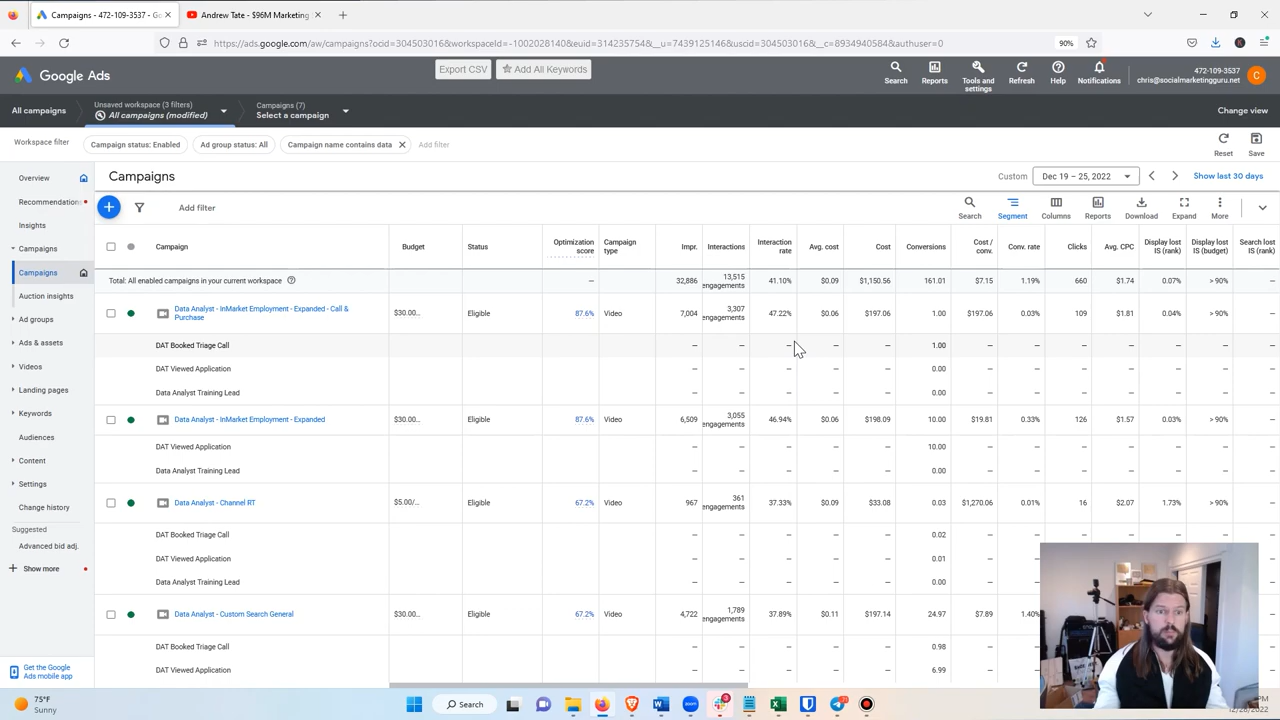 Campaigns - 472-109-3537 - Go
Andrew Tate - $96M Marketing
https://ads.google.com/aw/campaigns?ocid=304503016&workspaceId=-
90%
Google Ads
Export CSV
Add All Keywords
Search
Reports
Tools and settings
Refresh
Help
Notifications
472-109-3537
chris@socialmarketingguru.net
C
All campaigns
Unsaved workspace (3 filters)
All campaigns (modified)
Campaigns (7)
Select a campaign
Change view
Workspace filter
Campaign status: Enabled
Ad group status: All
Campaign name contains data
Add filter
Reset
Save
Overview
Recommendations
Insights
Campaigns
Campaigns
Auction insights
Ad groups
Ads & assets
Videos
Landing pages
Keywords
Audiences
Content
Settings
Change history
Suggested
Advanced bid adj.
Show more
Get the Google
Ads mobile app
Campaigns
Custom
Dec 19 – 25, 2022
Show last 30 days
Add filter
Search
Segment
Columns
Reports
Download
Expand
More
Campaign Budget Status Optimization score Campaign type Impr. Interactions Interaction rate Avg. cost Cost Conversions Cost / conv. Conv. rate Clicks Avg. CPC Display lost IS (rank) Display lost IS (budget) Search lost IS (rank)
Total: All enabled campaigns in your current workspace — 32,886 13,515 engagements 41.10% $0.09 $1,150.56 161.01 $7.15 1.19% 660 $1.74 0.07% > 90% —
Data Analyst - InMarket Employment - Expanded - Call & Purchase $30.00... Eligible 87.6% Video 7,004 3,307 engagements 47.22% $0.06 $197.06 1.00 $197.06 0.03% 109 $1.81 0.04% > 90% —
DAT Booked Triage Call — — — — — 1.00 — — — — — — —
DAT Viewed Application — — — — — 0.00 — — — — — — —
Data Analyst Training Lead — — — — — 0.00 — — — — — — —
Data Analyst - InMarket Employment - Expanded $30.00... Eligible 87.6% Video 6,509 3,055 engagements 46.94% $0.06 $198.09 10.00 $19.81 0.33% 126 $1.57 0.03% > 90% —
DAT Viewed Application — — — — — 10.00 — — — — — — —
Data Analyst Training Lead — — — — — 0.00 — — — — — — —
Data Analyst - Channel RT $5.00/... Eligible 67.2% Video 967 361 engagements 37.33% $0.09 $33.08 0.03 $1,270.06 0.01% 16 $2.07 1.73% > 90% —
DAT Booked Triage Call — — — — — 0.02 — — — — — — —
DAT Viewed Application — — — — — 0.01 — — — — — — —
Data Analyst Training Lead — — — — — 0.00 — —
Data Analyst - Custom Search General $30.00... Eligible 67.2% Video 4,722 1,789 engagements 37.89% $0.11 $197.14 24.97 $7.89 1.40%
DAT Booked Triage Call — — — — — 0.98 — —
DAT Viewed Application — — — — — 6.99 — —
75°F
Sunny
Search
3
12/28/2022